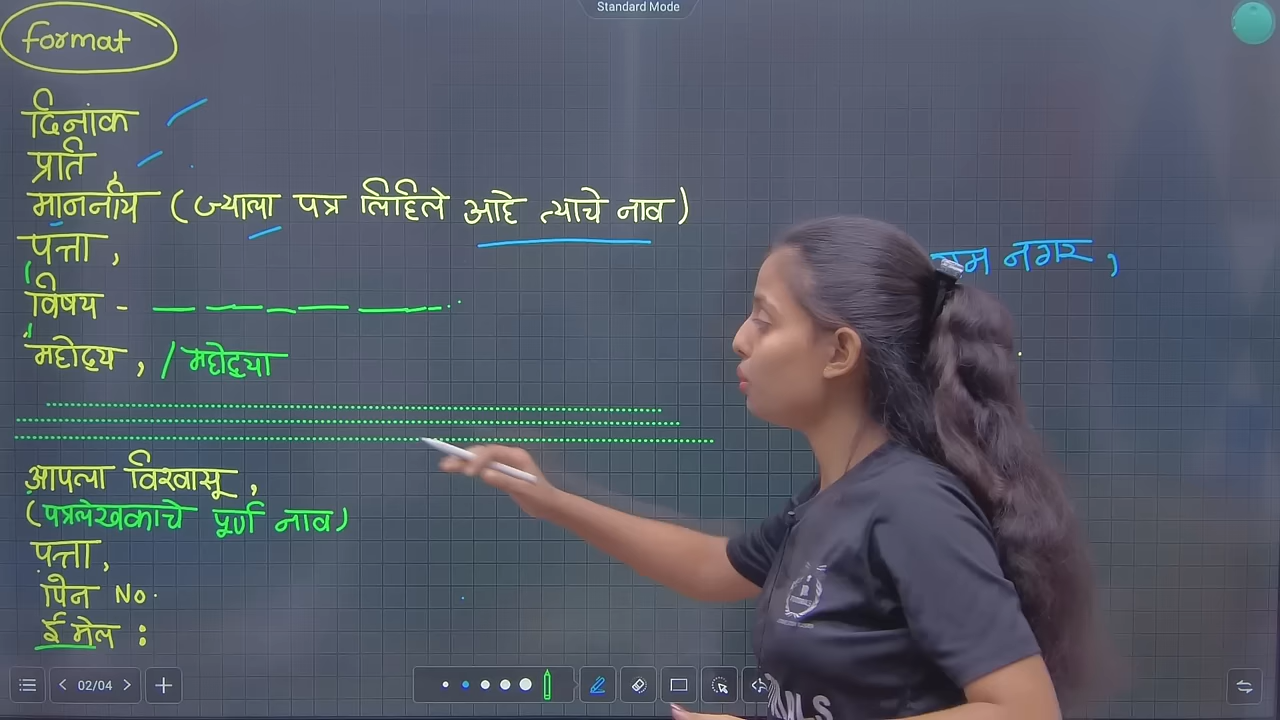 Standard Mode
Format
दिनांक
प्रति,
माननीय (ज्याला पत्र लिहिले आहे त्याचे नाव)
पत्ता,
नगर,
विषय -
महोदय, / महोदया
आपला विश्वासू,
(पत्रलेखकाचे पूर्ण नाव)
पत्ता,
पिन No.
ई मेल :
02/04